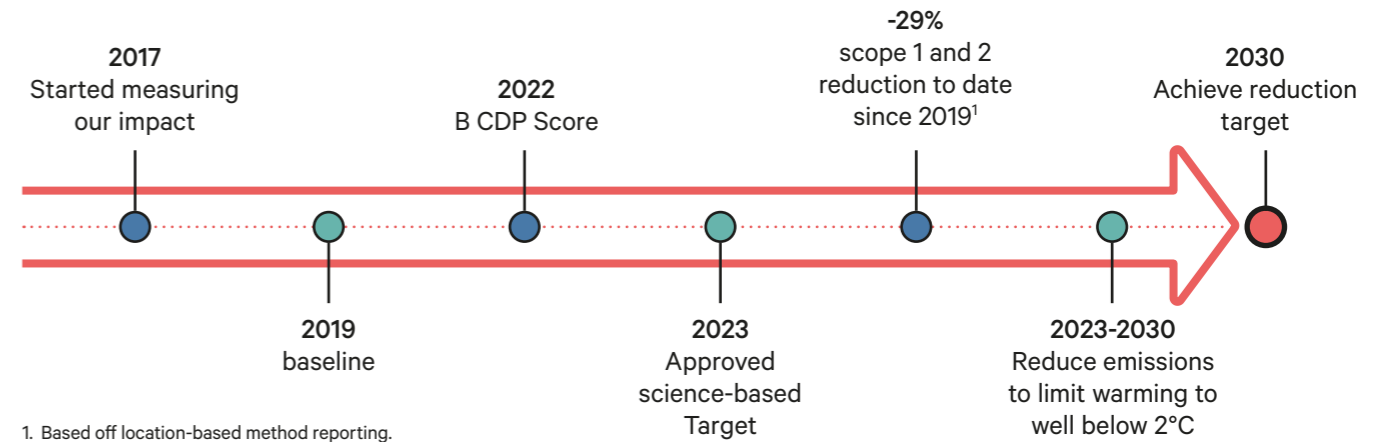 2017
Started measuring
our impact
2019
baseline
2022
B CDP Score
2023
Approved
science-based
Target
-29%
scope 1 and 2
reduction to date
since 2019¹
2023-2030
Reduce emissions
to limit warming to
well below 2°C
2030
Achieve reduction
target
1. Based off location-based method reporting.